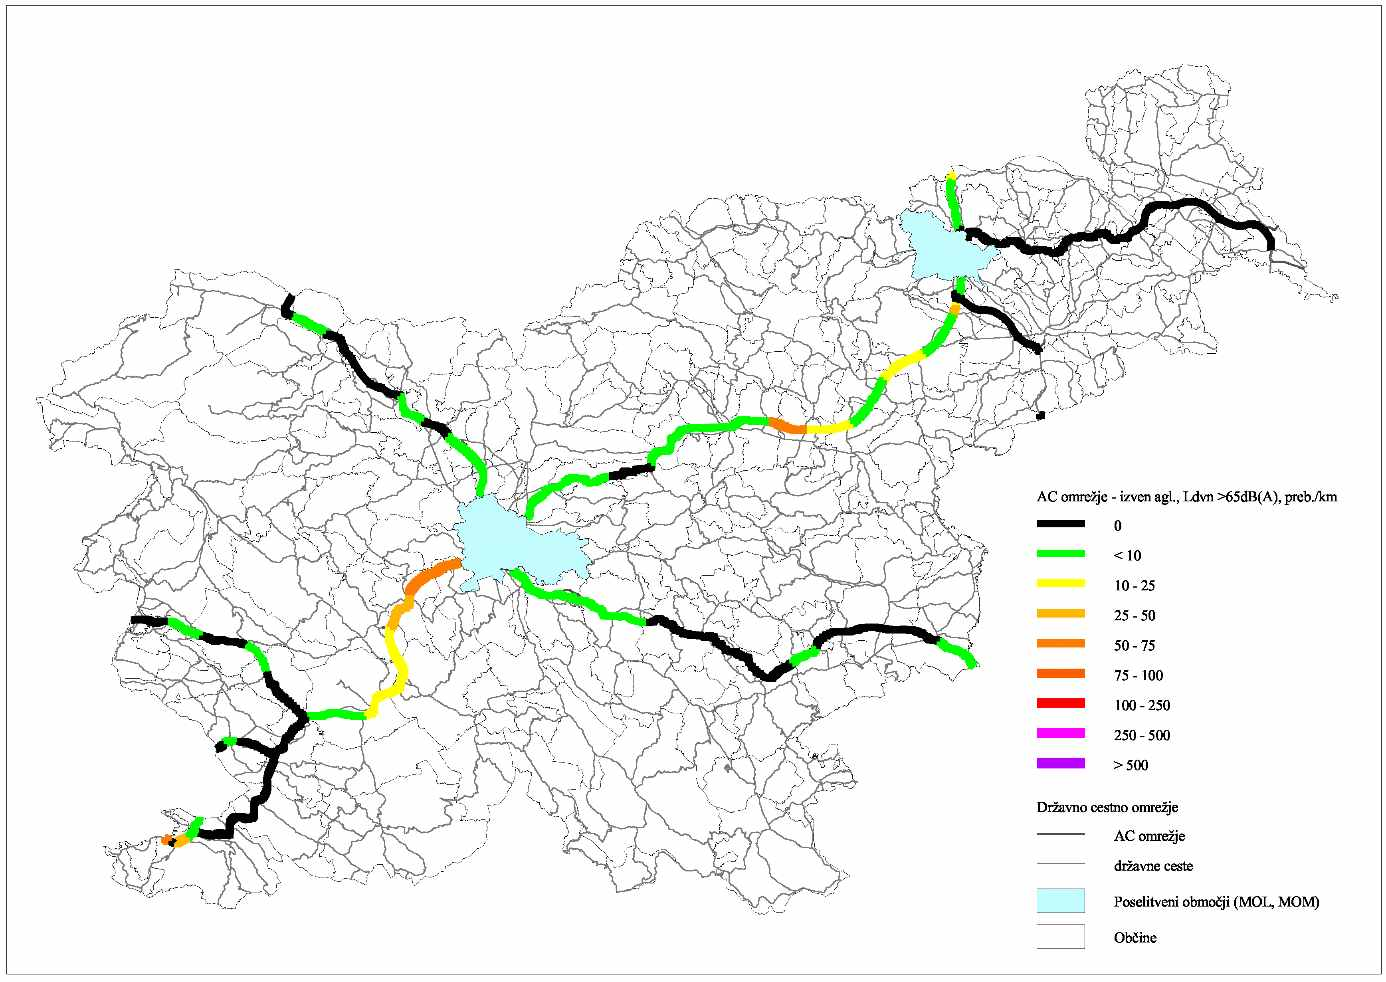 AC omrežje - izven agl., Ldvn >65dB(A), preb./km
0
< 10
10 - 25
25 - 50
50 - 75
75 - 100
100 - 250
250 - 500
> 500
Državno cestno omrežje
AC omrežje
državne ceste
Poselitveni območji (MOL, MOM)
Občine